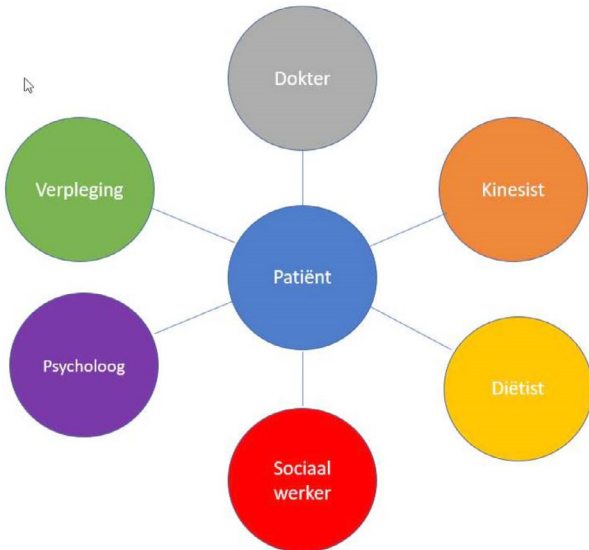 Dokter
Verpleging
Kinesist
Patiënt
Psycholoog
Diëtist
Sociaal
werker